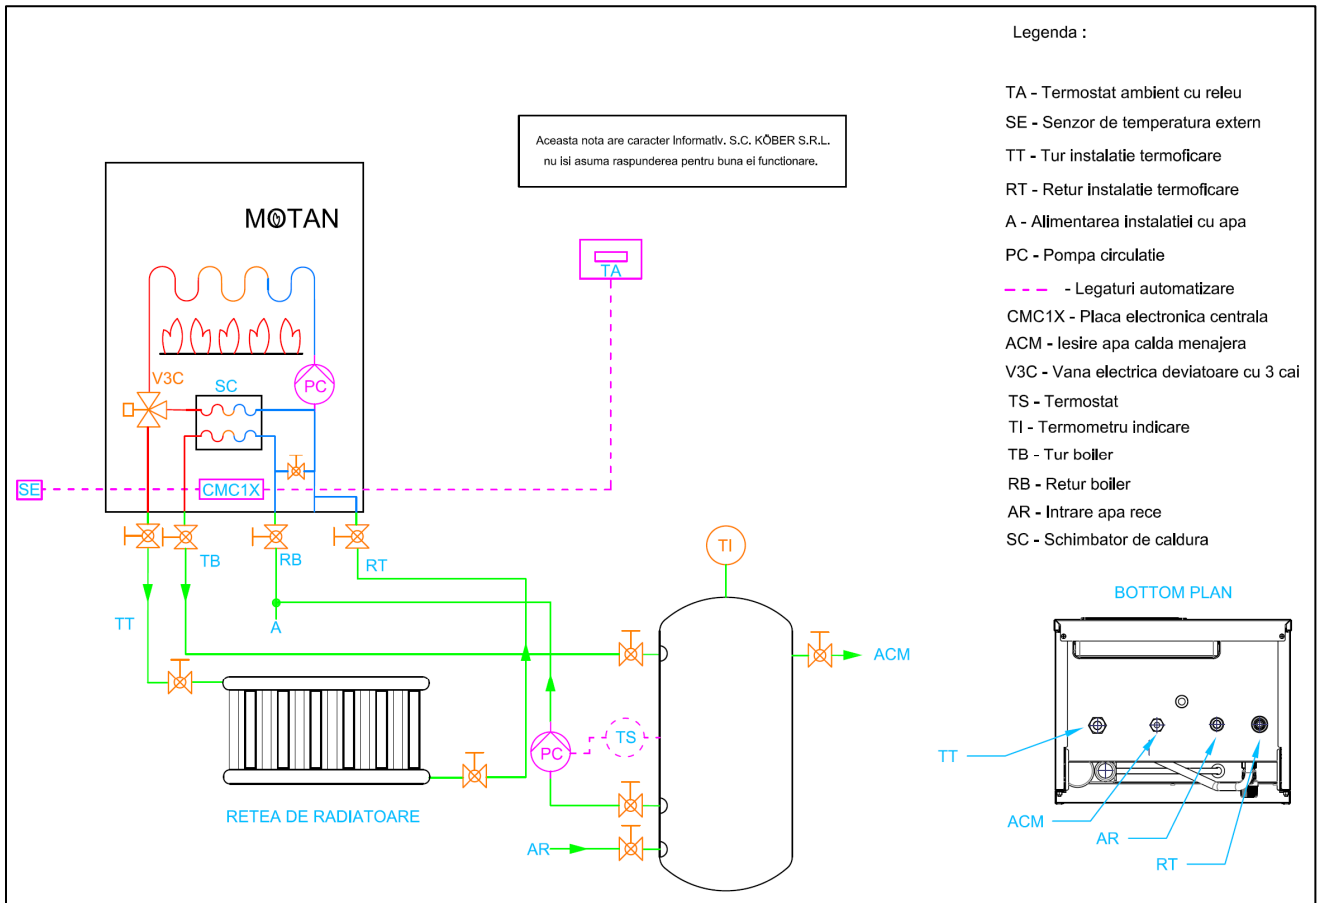 Legenda :
TA - Termostat ambient cu releu
SE - Senzor de temperatura extern
TT - Tur instalatie termoficare
RT - Retur instalatie termoficare
A - Alimentarea instalatiei cu apa
PC - Pompa circulatie
- Legaturi automatizare
CMC1X - Placa electronica centrala
ACM - Iesire apa calda menajera
V3C - Vana electrica deviatoare cu 3 cai
TS - Termostat
TI - Termometru indicare
TB - Tur boiler
RB - Retur boiler
AR - Intrare apa rece
SC - Schimbator de caldura
Aceasta nota are caracter informativ. S.C. KÖBER S.R.L.
nu isi asuma raspunderea pentru buna ei functionare.
MOTAN
TA
V3C
SC
PC
SE
CMC1X
TB
RB
RT
TT
A
TI
ACM
PC
TS
RETEA DE RADIATOARE
AR
BOTTOM PLAN
TT
ACM
AR
RT